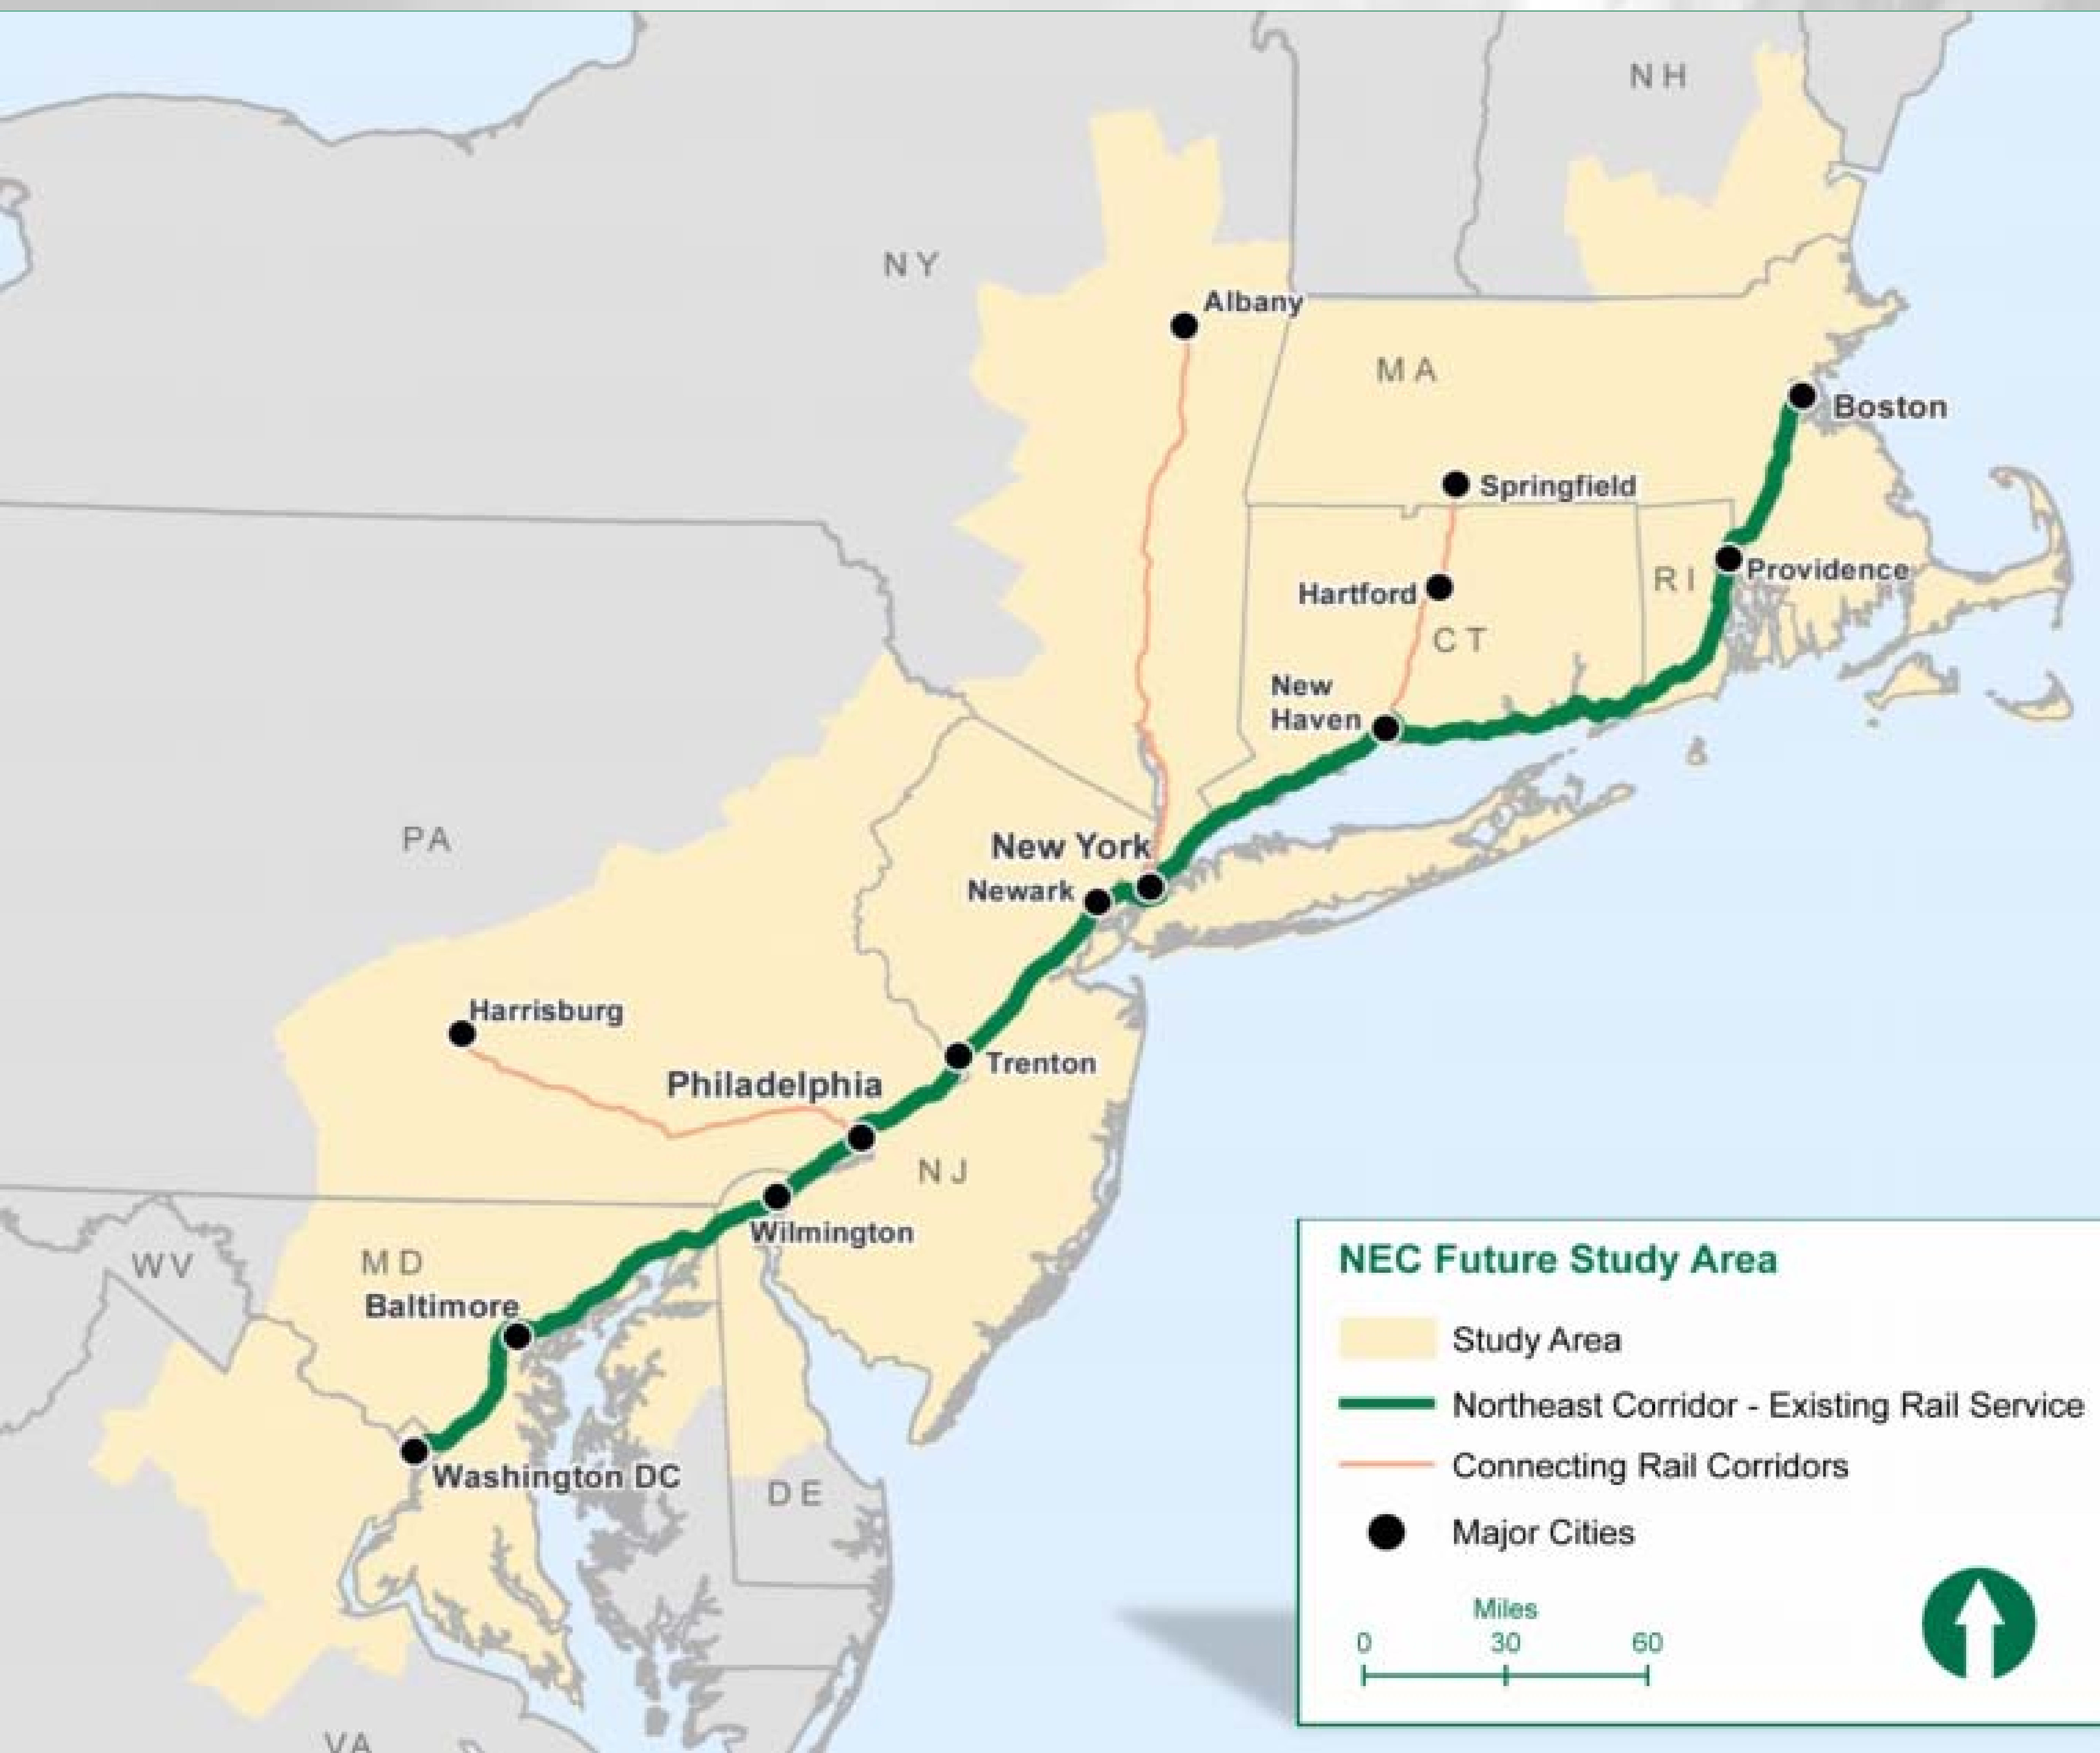 NH
NY
Albany
MA
Boston
Springfield
Hartford
RI
Providence
CT
New
Haven
PA
New York
Newark
Harrisburg
Trenton
Philadelphia
NJ
Wilmington
WV
MD
Baltimore
Washington DC
DE
VA
NEC Future Study Area
Study Area
Northeast Corridor - Existing Rail Service
Connecting Rail Corridors
Major Cities
Miles
0 30 60